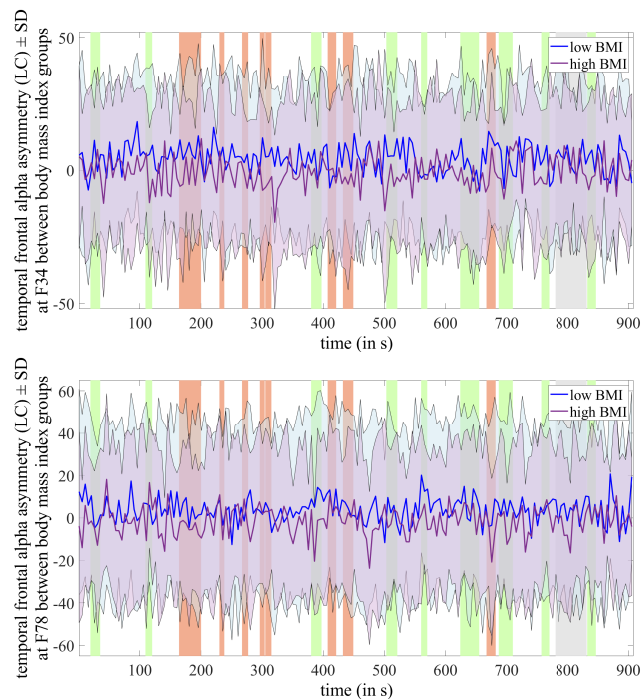 temporal frontal alpha asymmetry (LC) ± SD
at F34 between body mass index groups
50
0
-50
low BMI
high BMI
100 200 300 400 500 600 700 800 900
time (in s)
temporal frontal alpha asymmetry (LC) ± SD
at F78 between body mass index groups
60
40
20
0
-20
-40
-60
low BMI
high BMI
100 200 300 400 500 600 700 800 900
time (in s)